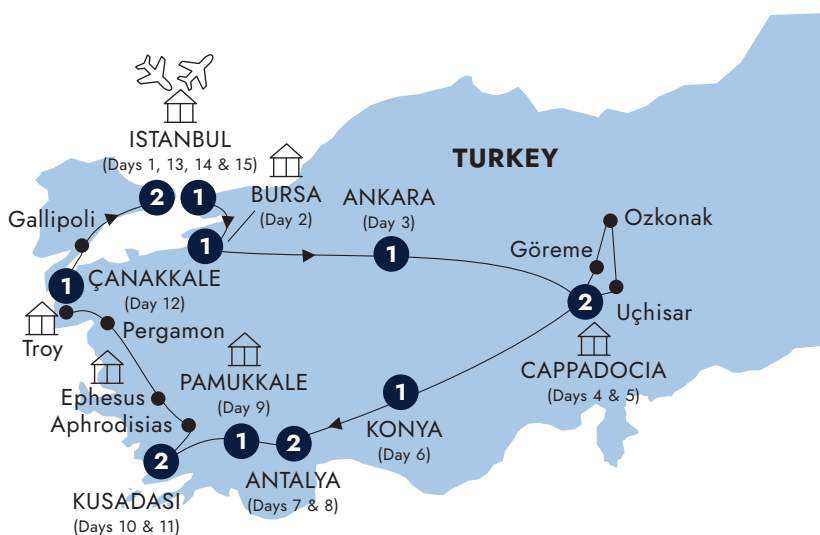 ISTANBUL
(Days 1, 13, 14 & 15)
TURKEY
2
1
BURSA
(Day 2)
ANKARA
(Day 3)
Gallipoli
1
1
Ozkonak
Göreme
1
ÇANAKKALE
(Day 12)
2
Uçhisar
Troy
Pergamon
CAPPADOCIA
(Days 4 & 5)
PAMUKKALE
(Day 9)
Ephesus
Aphrodisias
1
KONYA
(Day 6)
1
2
2
ANTALYA
(Days 7 & 8)
KUSADASI
(Days 10 & 11)